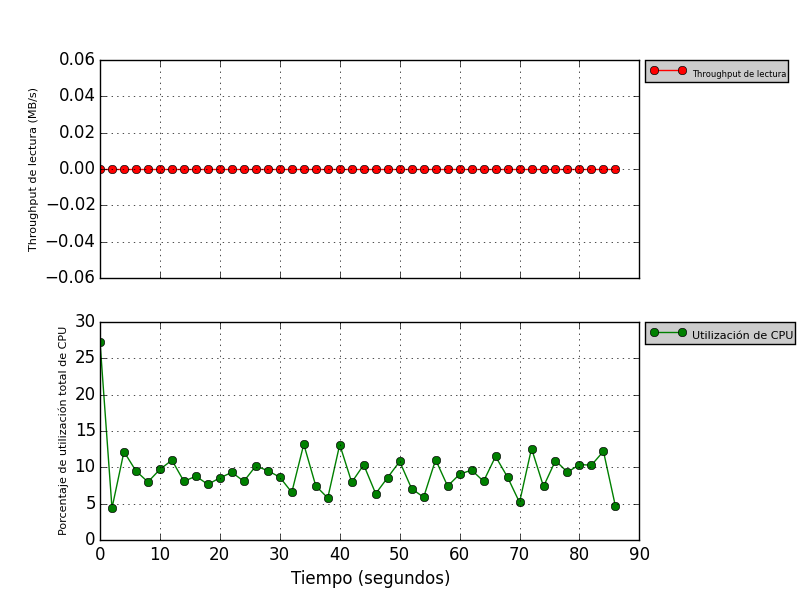 Throughput de lectura (MB/s)
0.06
0.04
0.02
0.00
−0.02
−0.04
−0.06
Throughput de lectura
Porcentaje de utilización total de CPU
30
25
20
15
10
5
0
Utilización de CPU
0 10 20 30 40 50 60 70 80 90
Tiempo (segundos)